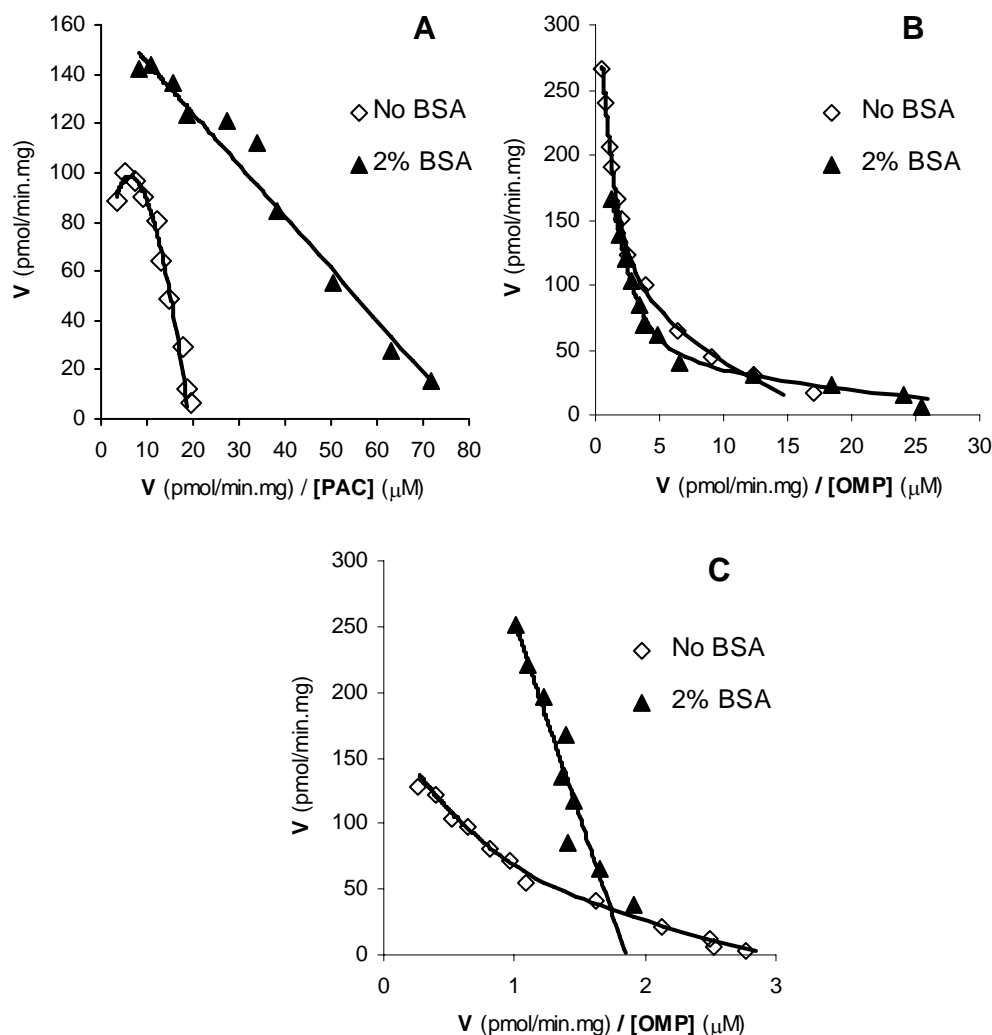 A
160
140
120
100
80
60
40
20
0
V (pmol/min.mg)
No BSA
2% BSA
0 10 20 30 40 50 60 70 80
V (pmol/min.mg) / [PAC] (μM)
B
300
250
200
150
100
50
0
V (pmol/min.mg)
No BSA
2% BSA
0 5 10 15 20 25 30
V (pmol/min.mg) / [OMP] (μM)
C
300
250
200
150
100
50
0
V (pmol/min.mg)
No BSA
2% BSA
0 1 2 3
V (pmol/min.mg) / [OMP] (μM)